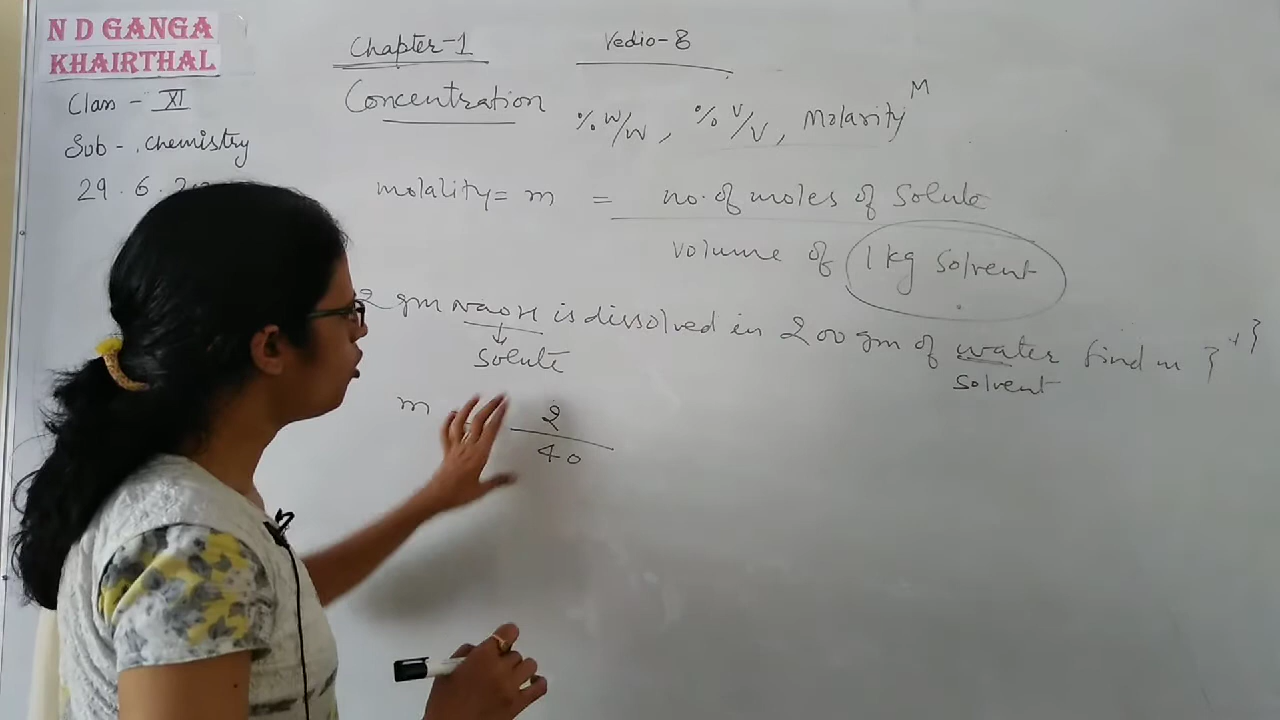 N D GANGA
KHAIRTHAL
Class - XI
Sub - Chemistry
29.6.2
Chapter-1
Vedio-8
Concentration
% W/W, % V/V, Molarity M
molality = m = no. of moles of solute
volume of 1 kg solvent
2 gm NaOH is dissolved in 200 gm of water find m ?
solute
solvent
m
2
40